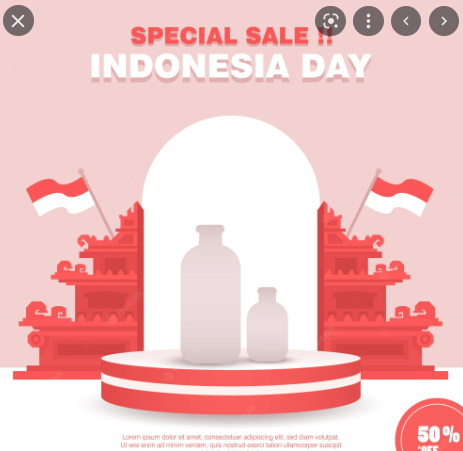 SPECIAL SALE !!
INDONESIA DAY
Lorem ipsum dolor sit amet, consectetuer adipiscing elit, sed diam volutpat.
Ut wisi enim ad minim veniam, quis nostrud exerci tation ullamcorper suscipit
50%
*OFF